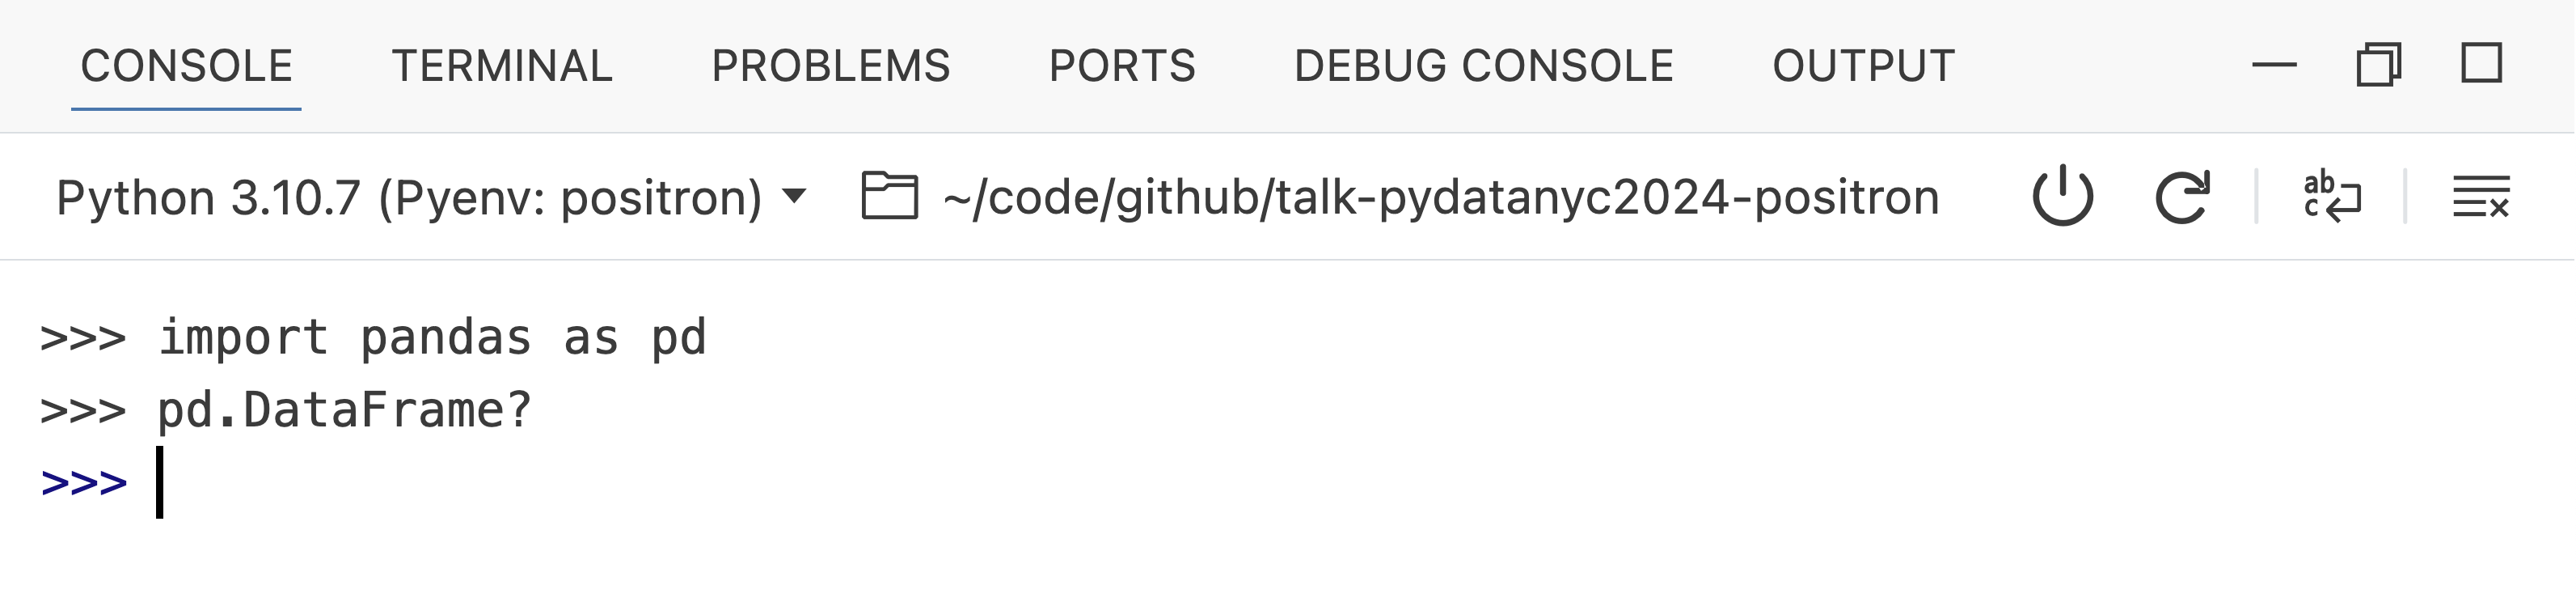 CONSOLE TERMINAL PROBLEMS PORTS DEBUG CONSOLE OUTPUT
Python 3.10.7 (Pyenv: positron) ~/code/github/talk-pydatanyc2024-positron
>>> import pandas as pd
>>> pd.DataFrame?
>>>